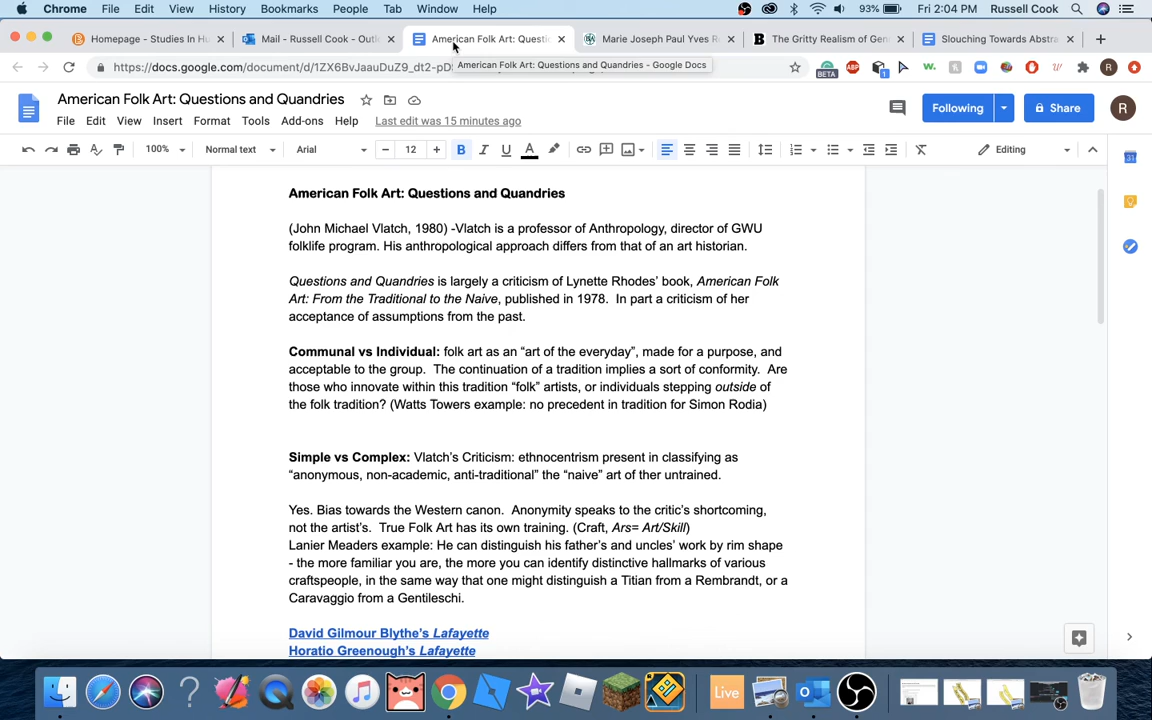 Chrome File Edit View History Bookmarks People Tab Window Help 93% Fri 2:04 PM Russell Cook
Homepage - Studies In Hu Mail - Russell Cook - Outlo American Folk Art: Questio Marie Joseph Paul Yves R The Gritty Realism of Gen Slouching Towards Abstra
https://docs.google.com/document/d/1ZX6BvJaauDuZ9_dt2-pD
American Folk Art: Questions and Quandries - Google Docs
BETA ABP 1 w. R
American Folk Art: Questions and Quandries
Following Share R
File Edit View Insert Format Tools Add-ons Help Last edit was 15 minutes ago
100% Normal text Arial - 12 + B I U A Editing
31
American Folk Art: Questions and Quandries
(John Michael Vlatch, 1980) -Vlatch is a professor of Anthropology, director of GWU
folklife program. His anthropological approach differs from that of an art historian.
Questions and Quandries is largely a criticism of Lynette Rhodes’ book, American Folk
Art: From the Traditional to the Naive, published in 1978. In part a criticism of her
acceptance of assumptions from the past.
Communal vs Individual: folk art as an “art of the everyday”, made for a purpose, and
acceptable to the group. The continuation of a tradition implies a sort of conformity. Are
those who innovate within this tradition “folk” artists, or individuals stepping outside of
the folk tradition? (Watts Towers example: no precedent in tradition for Simon Rodia)
Simple vs Complex: Vlatch’s Criticism: ethnocentrism present in classifying as
“anonymous, non-academic, anti-traditional” the “naive” art of ther untrained.
Yes. Bias towards the Western canon. Anonymity speaks to the critic’s shortcoming,
not the artist’s. True Folk Art has its own training. (Craft, Ars= Art/Skill)
Lanier Meaders example: He can distinguish his father’s and uncles’ work by rim shape
- the more familiar you are, the more you can identify distinctive hallmarks of various
craftspeople, in the same way that one might distinguish a Titian from a Rembrandt, or a
Caravaggio from a Gentileschi.
David Gilmour Blythe’s Lafayette
Horatio Greenough’s Lafayette
Live